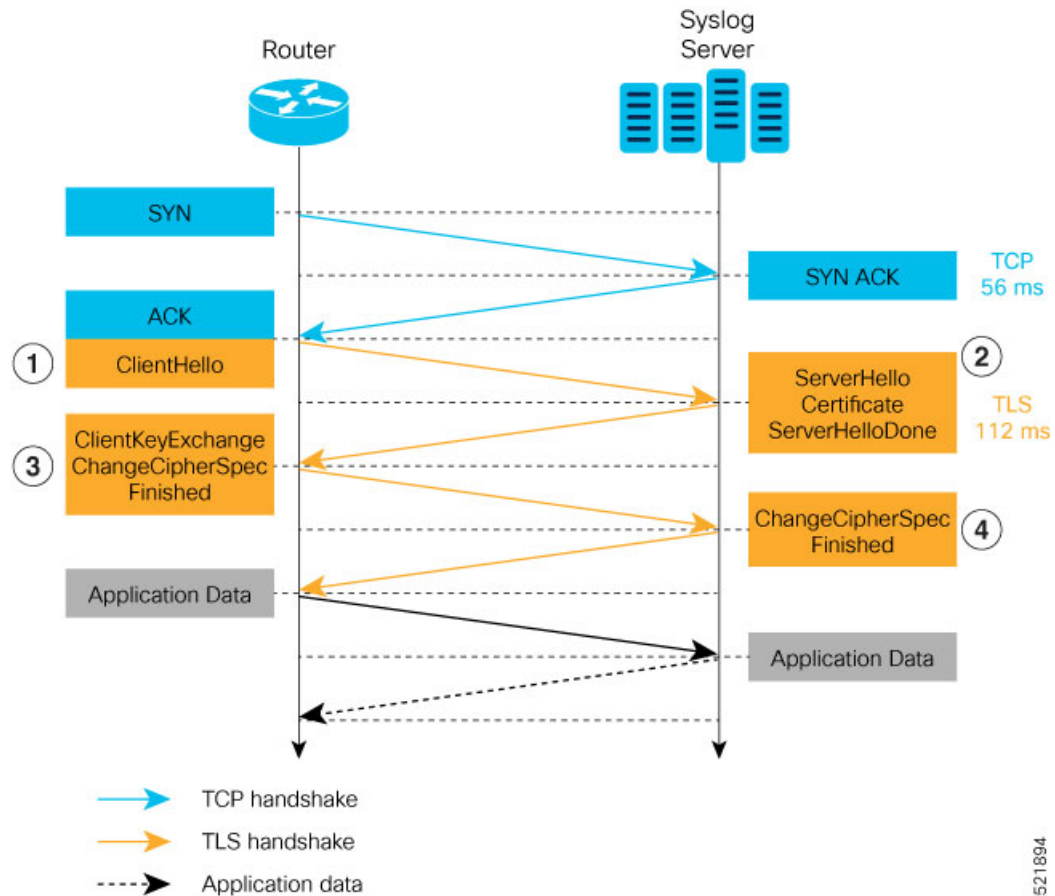 Router
Syslog
Server
SYN
SYN ACK
TCP
56 ms
ACK
1
ClientHello
2
ServerHello
Certificate
ServerHelloDone
TLS
112 ms
3
ClientKeyExchange
ChangeCipherSpec
Finished
ChangeCipherSpec
Finished
4
Application Data
Application Data
TCP handshake
TLS handshake
Application data
521894